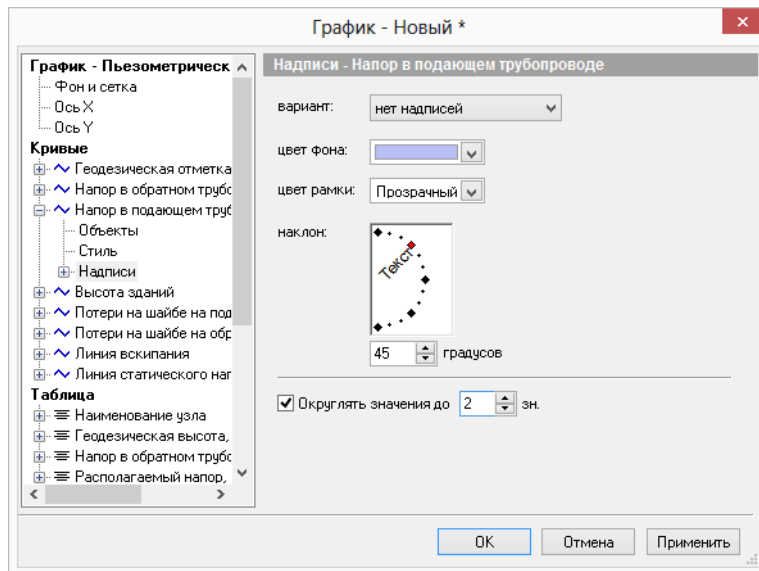 График - Новый *
График - Пьезометрическ
Фон и сетка
Ось X
Ось Y
Кривые
Геодезическая отметка
Напор в обратном трубо
Напор в подающем труб
Объекты
Стиль
Надписи
Высота зданий
Потери на шайбе на под
Потери на шайбе на обр
Линия вскипания
Линия статического нап
Таблица
Наименование узла
Геодезическая высота,
Напор в обратном трубо
Располагаемый напор,
Надписи - Напор в подающем трубопроводе
вариант: нет надписей
цвет фона:
цвет рамки: Прозрачный
наклон:
Текст
45 градусов
Округлять значения до 2 зн.
OK Отмена Применить